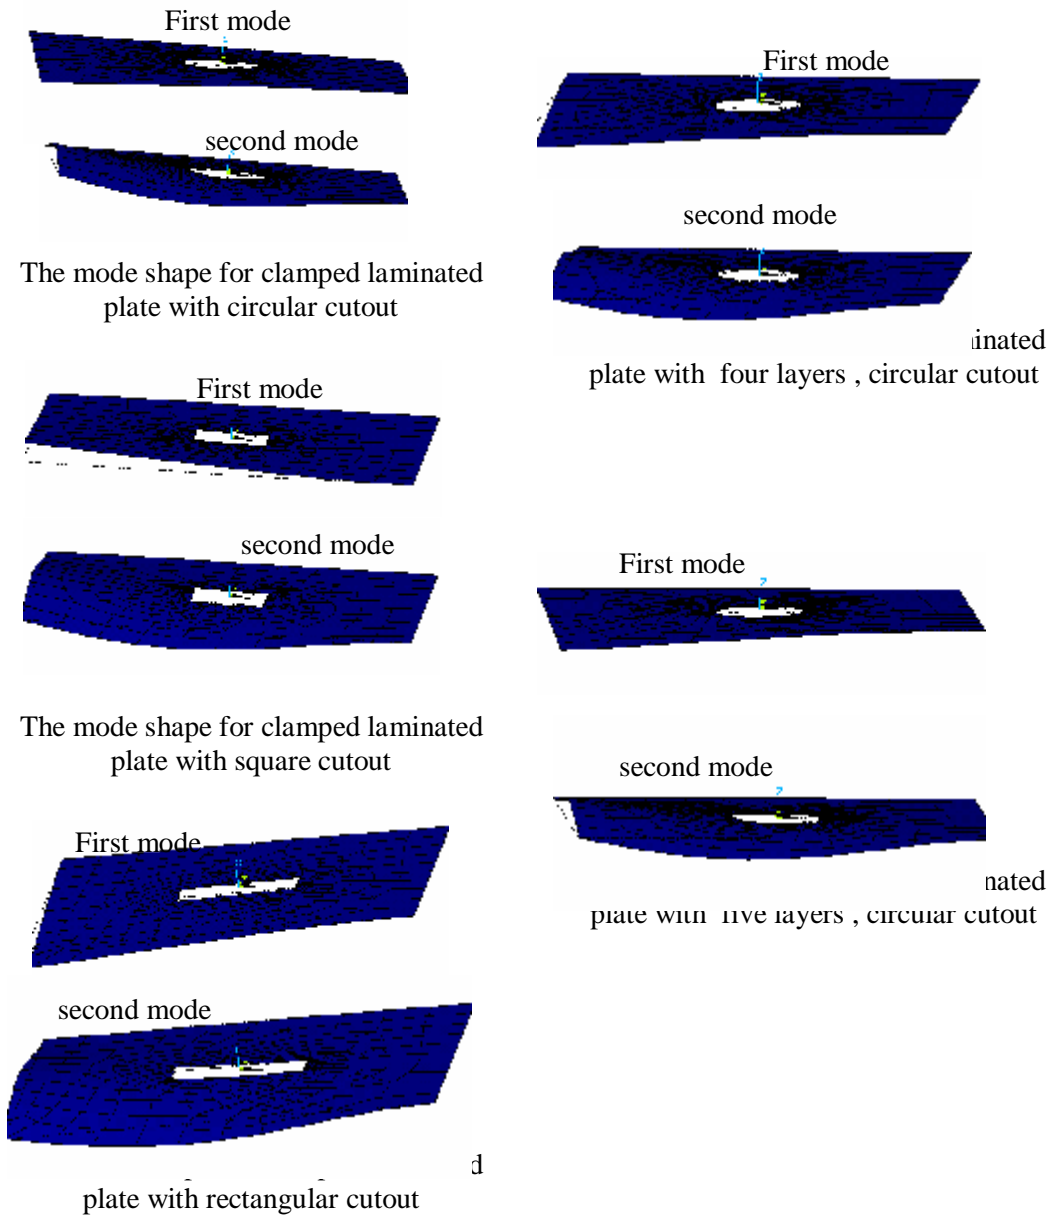 First mode
second mode
The mode shape for clamped laminated
plate with circular cutout
First mode
second mode
The mode shape for clamped laminated
plate with square cutout
First mode
second mode
plate with rectangular cutout
First mode
second mode
plate with four layers , circular cutout
First mode
second mode
plate with five layers , circular cutout